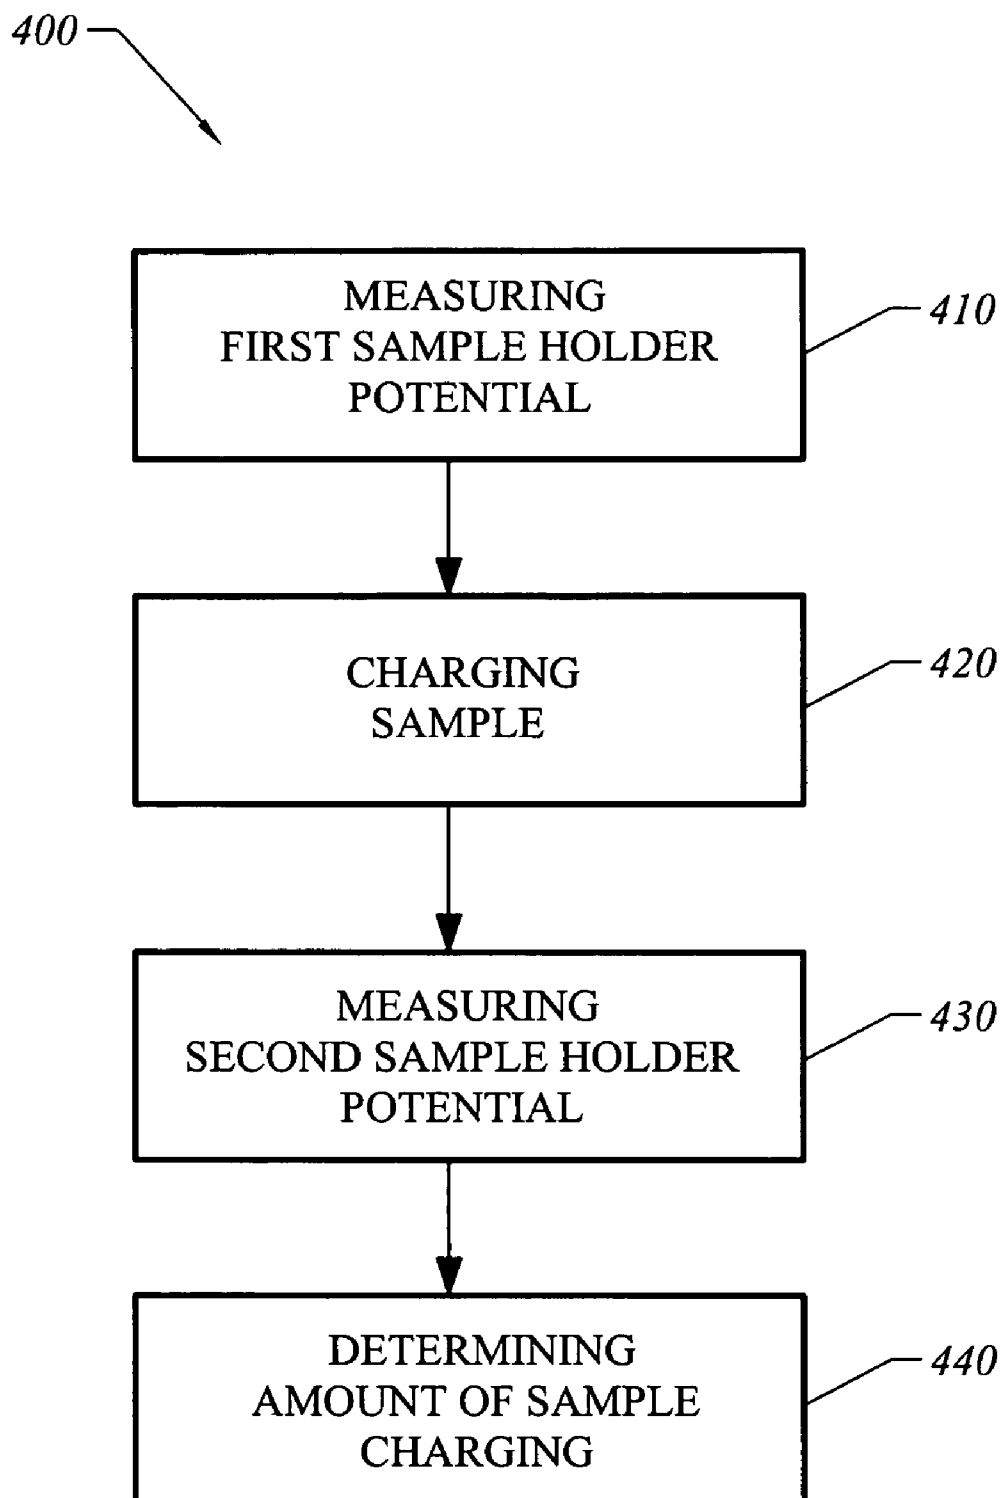 400
MEASURING
FIRST SAMPLE HOLDER
POTENTIAL
410
CHARGING
SAMPLE
420
MEASURING
SECOND SAMPLE HOLDER
POTENTIAL
430
DETERMINING
AMOUNT OF SAMPLE
CHARGING
440